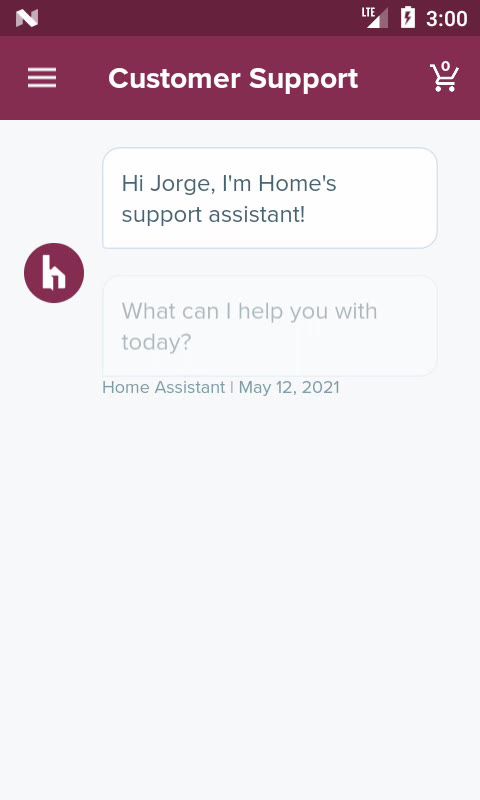 LTE 3:00
Customer Support
0
Hi Jorge, I'm Home's
support assistant!
h
What can I help you with
today?
Home Assistant | May 12, 2021